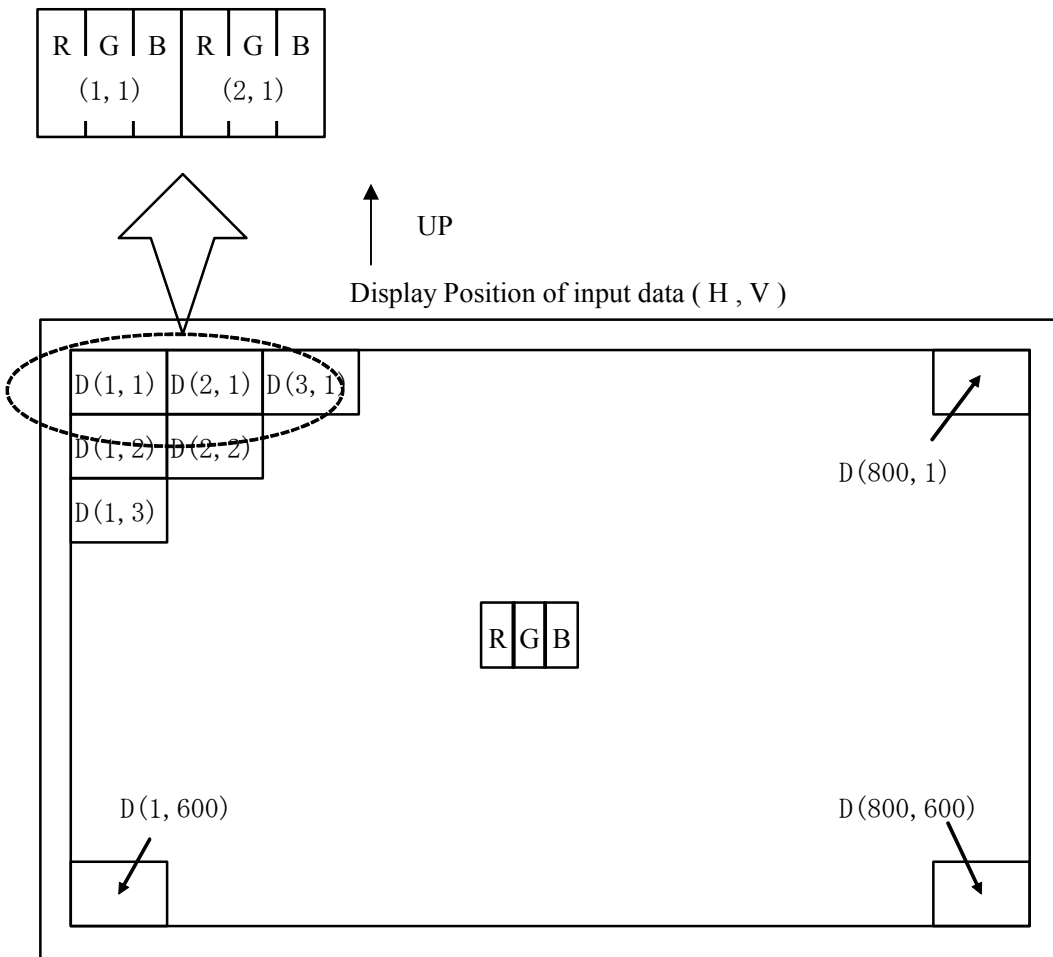 R G B R G B
(1,1) (2,1)
UP
Display Position of input data ( H , V )
D(1,1) D(2,1) D(3,1)
D(1,2) D(2,2)
D(800,1)
D(1,3)
R G B
D(1,600) D(800,600)